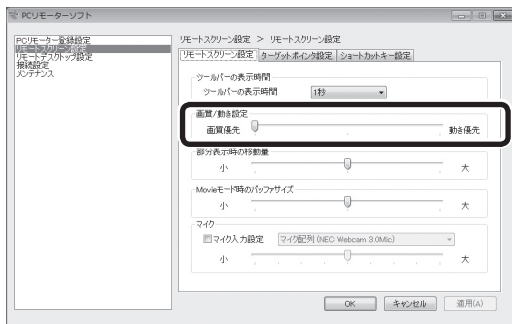 PCリモーターソフト
PCリモーター登録設定
リモートスクリーン設定
リモートデスクトップ設定
接続設定
メンテナンス
リモートスクリーン設定 > リモートスクリーン設定
リモートスクリーン設定 ターゲットポインタ設定 ショートカットキー設定
ツールバーの表示時間
ツールバーの表示時間 1秒
画質/動き設定
画質優先 動き優先
部分表示時の移動量
小 大
Movieモード時のバッファサイズ
小 大
マイク
マイク入力設定 マイク配列 (NEC Webcam 3.0Mic)
小 大
OK キャンセル 適用(A)